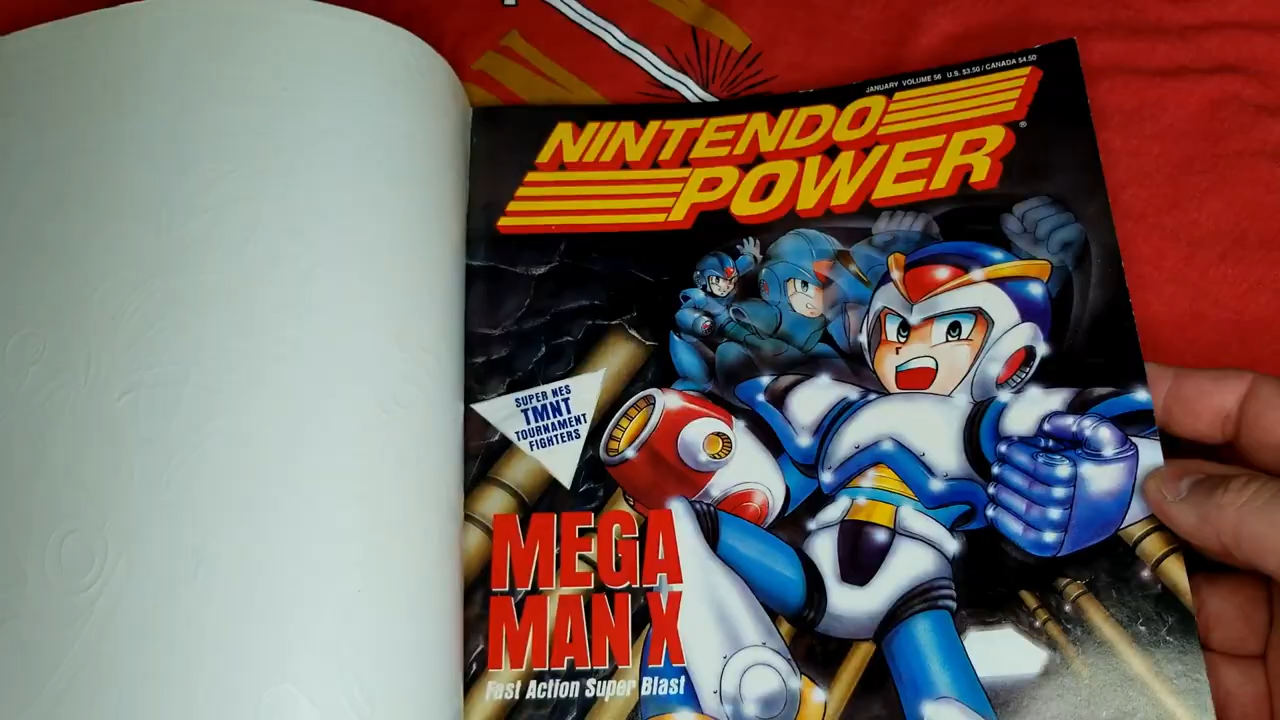 JANUARY VOLUME 56 U.S. $3.50 / CANADA $4.50
NINTENDO
POWER®
SUPER NES
TMNT
TOURNAMENT
FIGHTERS
MEGA
MAN X
Fast Action Super Blast